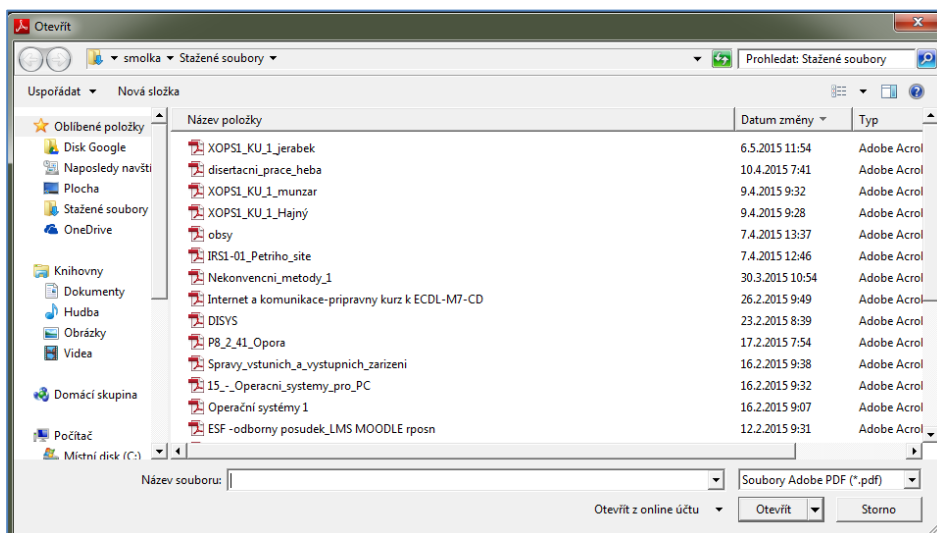 Otevřít
smolka Stažené soubory
Prohledat: Stažené soubory
Uspořádat Nová složka
Oblíbené položky
Disk Google
Naposledy navští
Plocha
Stažené soubory
OneDrive
Knihovny
Dokumenty
Hudba
Obrázky
Videa
Domácí skupina
Počítač
Místní disk (C:)
Název položky Datum změny Typ
XOPS1_KU_1_jerabek 6.5.2015 11:54 Adobe Acrol
disertacni_prace_heba 10.4.2015 7:41 Adobe Acrol
XOPS1_KU_1_munzar 9.4.2015 9:32 Adobe Acrol
XOPS1_KU_1_Hajný 9.4.2015 9:28 Adobe Acrol
obsy 7.4.2015 13:37 Adobe Acrol
IRS1-01_Petriho_site 7.4.2015 12:46 Adobe Acrol
Nekonvencni_metody_1 30.3.2015 10:54 Adobe Acrol
Internet a komunikace-pripravny kurz k ECDL-M7-CD 26.2.2015 9:49 Adobe Acrol
DISYS 23.2.2015 8:39 Adobe Acrol
P8_2_41_Opora 17.2.2015 7:54 Adobe Acrol
Spravy_vstunich_a_vystupnich_zarizeni 16.2.2015 9:38 Adobe Acrol
15_-_Operacni_systemy_pro_PC 16.2.2015 9:32 Adobe Acrol
Operační systémy 1 16.2.2015 9:07 Adobe Acrol
ESF -odborny posudek_LMS MOODLE rposn 12.2.2015 9:31 Adobe Acrol
Název souboru: Soubory Adobe PDF (*.pdf)
Otevřít z online účtu Otevřít Storno